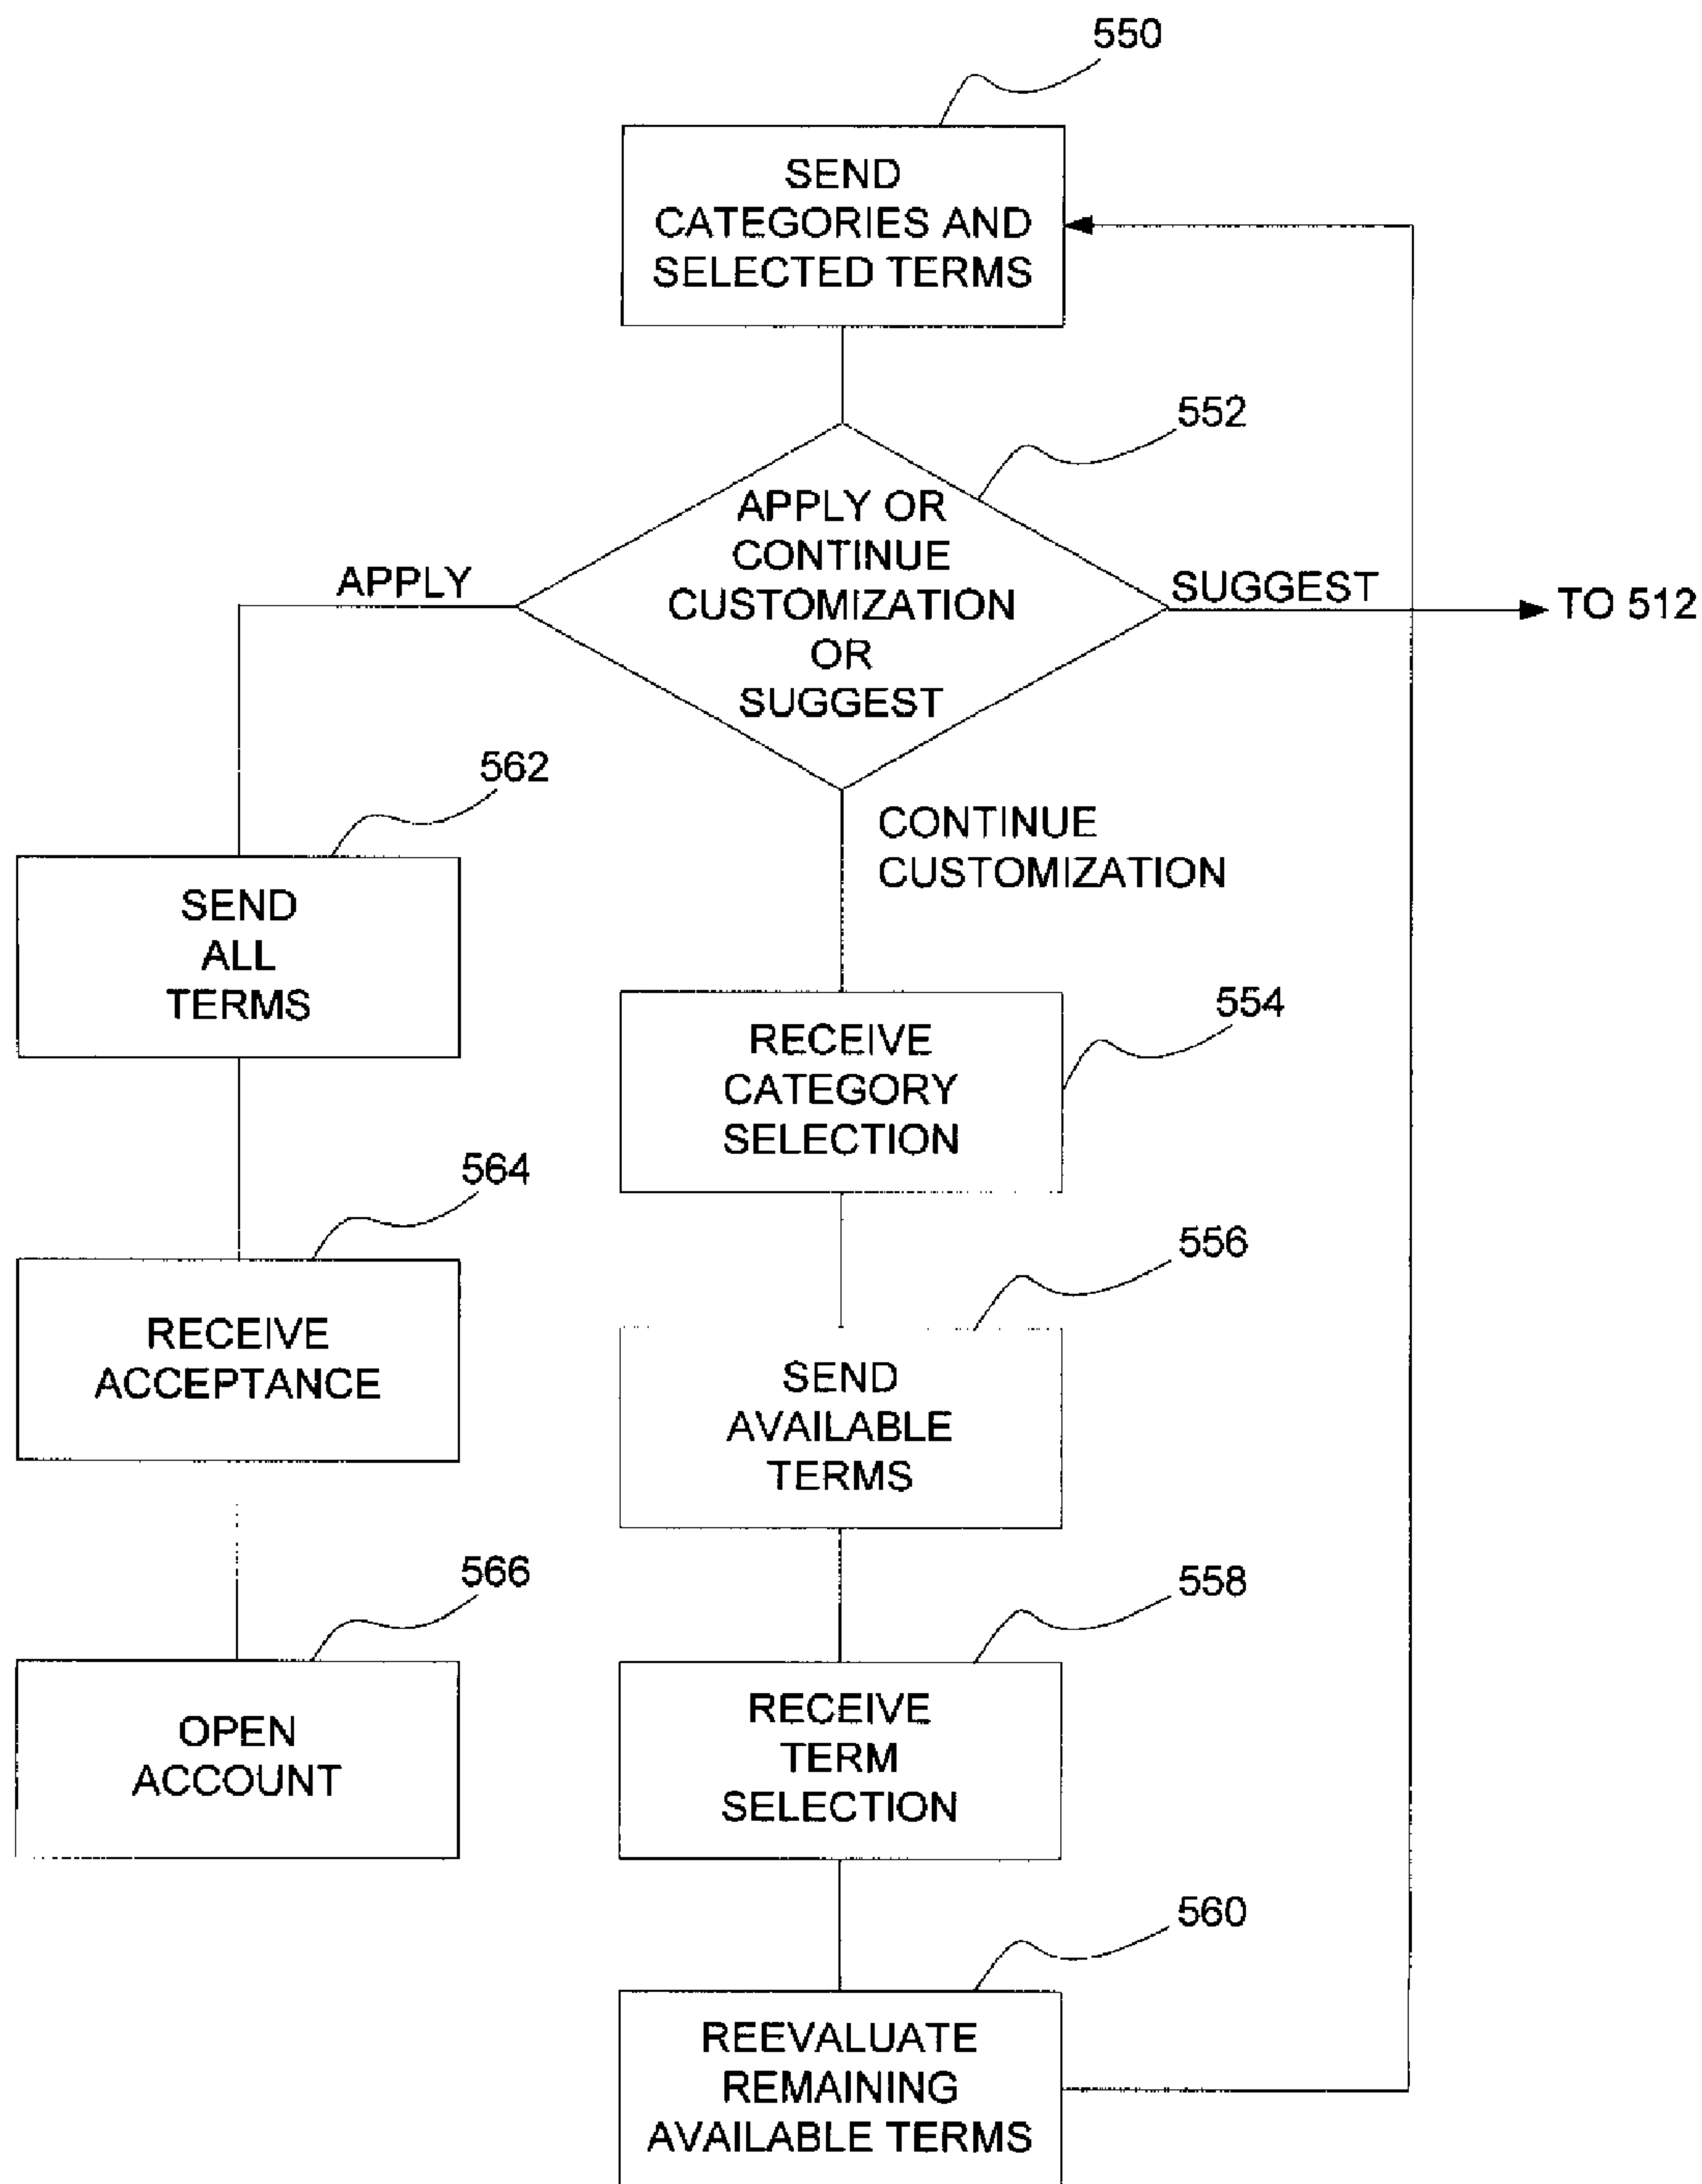 550
SEND
CATEGORIES AND
SELECTED TERMS
552
APPLY OR
CONTINUE
CUSTOMIZATION
OR
SUGGEST
APPLY
SUGGEST
TO 512
CONTINUE
CUSTOMIZATION
562
SEND
ALL
TERMS
554
RECEIVE
CATEGORY
SELECTION
564
RECEIVE
ACCEPTANCE
556
SEND
AVAILABLE
TERMS
566
OPEN
ACCOUNT
558
RECEIVE
TERM
SELECTION
560
REEVALUATE
REMAINING
AVAILABLE TERMS